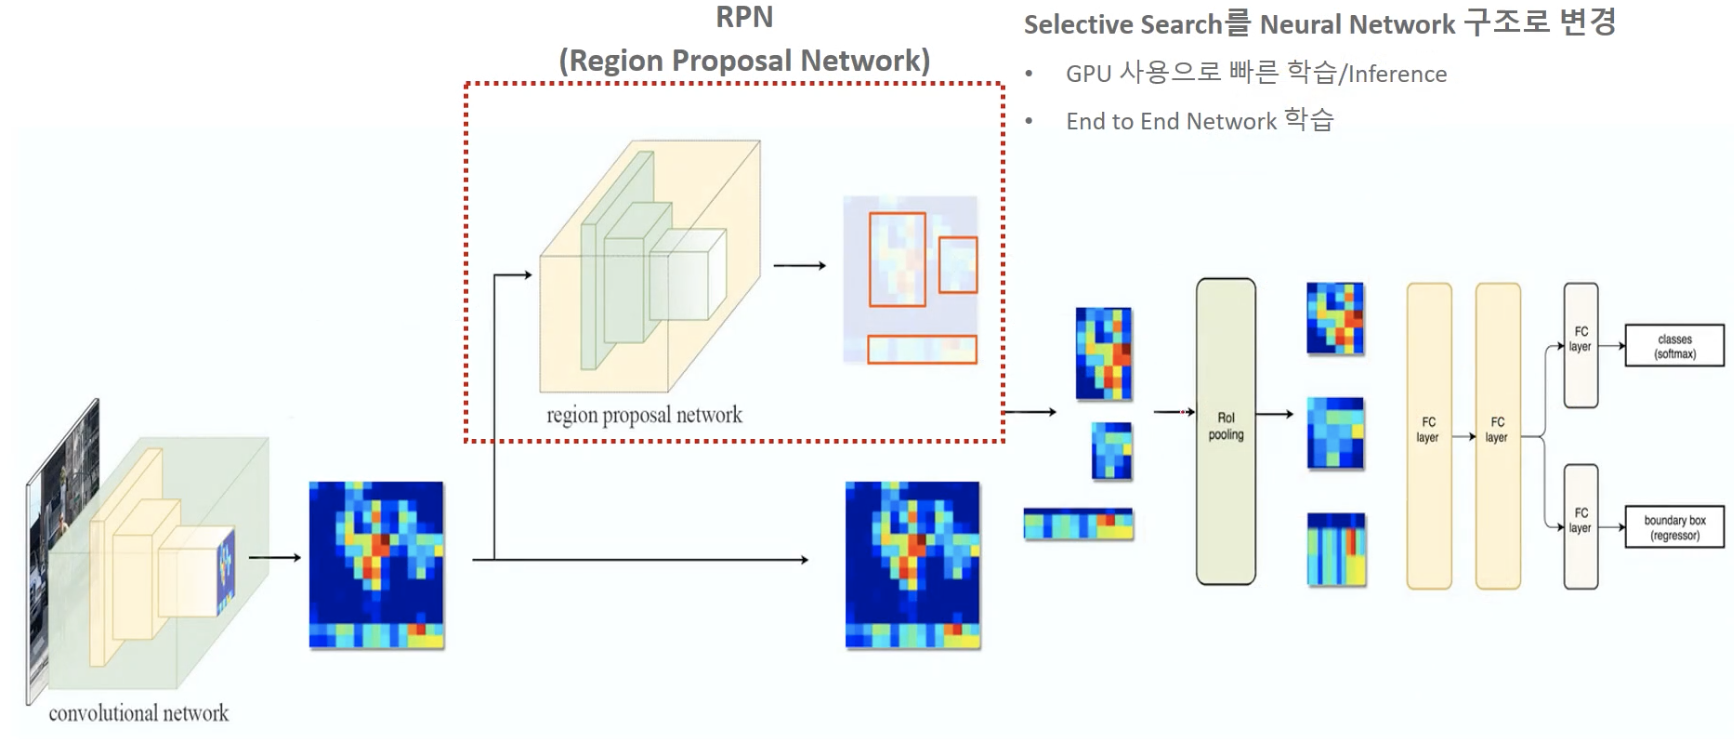 RPN
(Region Proposal Network)
Selective Search를 Neural Network 구조로 변경
• GPU 사용으로 빠른 학습/Inference
• End to End Network 학습
region proposal network
convolutional network
RoI
pooling
FC
layer
FC
layer
FC
layer
classes
(softmax)
FC
layer
boundary box
(regressor)